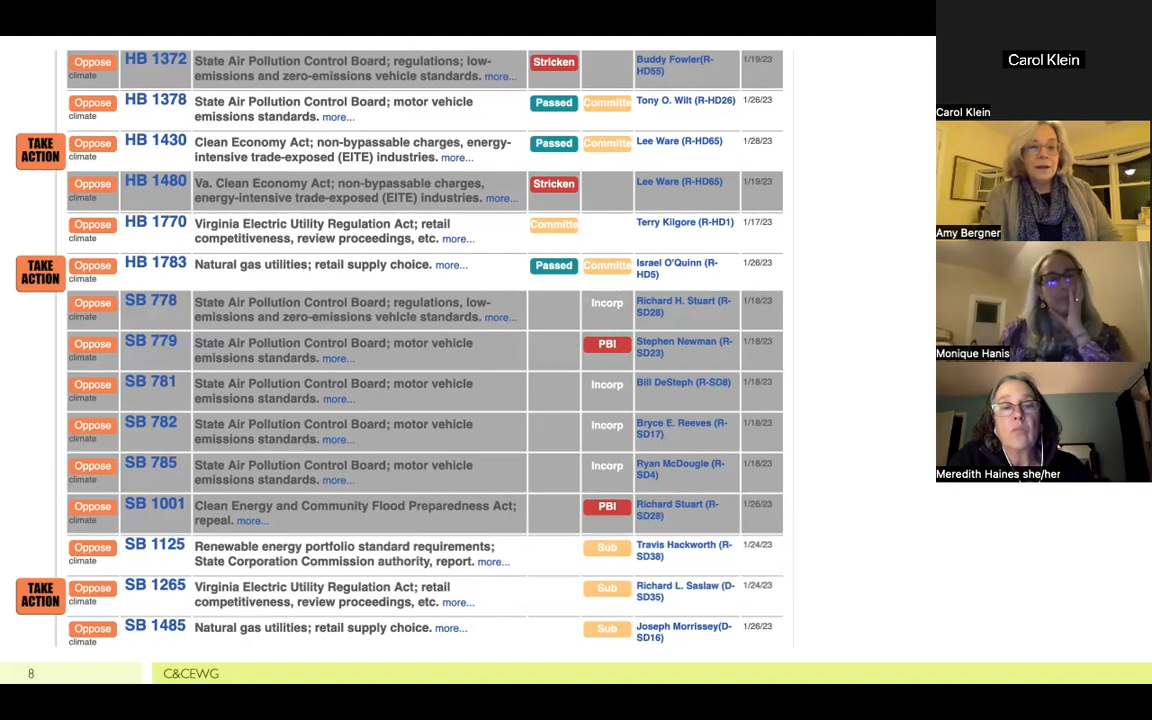 Oppose
climate
HB 1372
State Air Pollution Control Board; regulations; low-
emissions and zero-emissions vehicle standards. more...
Stricken
Buddy Fowler(R-
HD55)
1/19/23
Oppose
climate
HB 1378
State Air Pollution Control Board; motor vehicle
emissions standards. more...
Passed
Committe
Tony O. Wilt (R-HD26)
1/26/23
TAKE
ACTION
Oppose
climate
HB 1430
Clean Economy Act; non-bypassable charges, energy-
intensive trade-exposed (EITE) industries. more...
Passed
Committe
Lee Ware (R-HD65)
1/28/23
Oppose
climate
HB 1480
Va. Clean Economy Act; non-bypassable charges,
energy-intensive trade-exposed (EITE) industries. more...
Stricken
Lee Ware (R-HD65)
1/19/23
Oppose
climate
HB 1770
Virginia Electric Utility Regulation Act; retail
competitiveness, review proceedings, etc. more...
Committe
Terry Kilgore (R-HD1)
1/17/23
TAKE
ACTION
Oppose
climate
HB 1783
Natural gas utilities; retail supply choice. more...
Passed
Committe
Israel O'Quinn (R-
HD5)
1/26/23
Oppose
climate
SB 778
State Air Pollution Control Board; regulations, low-
emissions and zero-emissions vehicle standards. more...
Incorp
Richard H. Stuart (R-
SD28)
1/18/23
Oppose
climate
SB 779
State Air Pollution Control Board; motor vehicle
emissions standards. more...
PBI
Stephen Newman (R-
SD23)
1/18/23
Oppose
climate
SB 781
State Air Pollution Control Board; motor vehicle
emissions standards. more...
Incorp
Bill DeSteph (R-SD8)
1/18/23
Oppose
climate
SB 782
State Air Pollution Control Board; motor vehicle
emissions standards. more...
Incorp
Bryce E. Reeves (R-
SD17)
1/18/23
Oppose
climate
SB 785
State Air Pollution Control Board; motor vehicle
emissions standards. more...
Incorp
Ryan McDougle (R-
SD4)
1/18/23
Oppose
climate
SB 1001
Clean Energy and Community Flood Preparedness Act;
repeal. more...
PBI
Richard Stuart (R-
SD28)
1/26/23
Oppose
climate
SB 1125
Renewable energy portfolio standard requirements;
State Corporation Commission authority, report. more...
Sub
Travis Hackworth (R-
SD38)
1/24/23
TAKE
ACTION
Oppose
climate
SB 1265
Virginia Electric Utility Regulation Act; retail
competitiveness, review proceedings, etc. more...
Sub
Richard L. Saslaw (D-
SD35)
1/24/23
Oppose
climate
SB 1485
Natural gas utilities; retail supply choice. more...
Sub
Joseph Morrissey(D-
SD16)
1/26/23
8
C&CEWG
Carol Klein
Carol Klein
Amy Bergner
Monique Hanis
Meredith Haines she/her